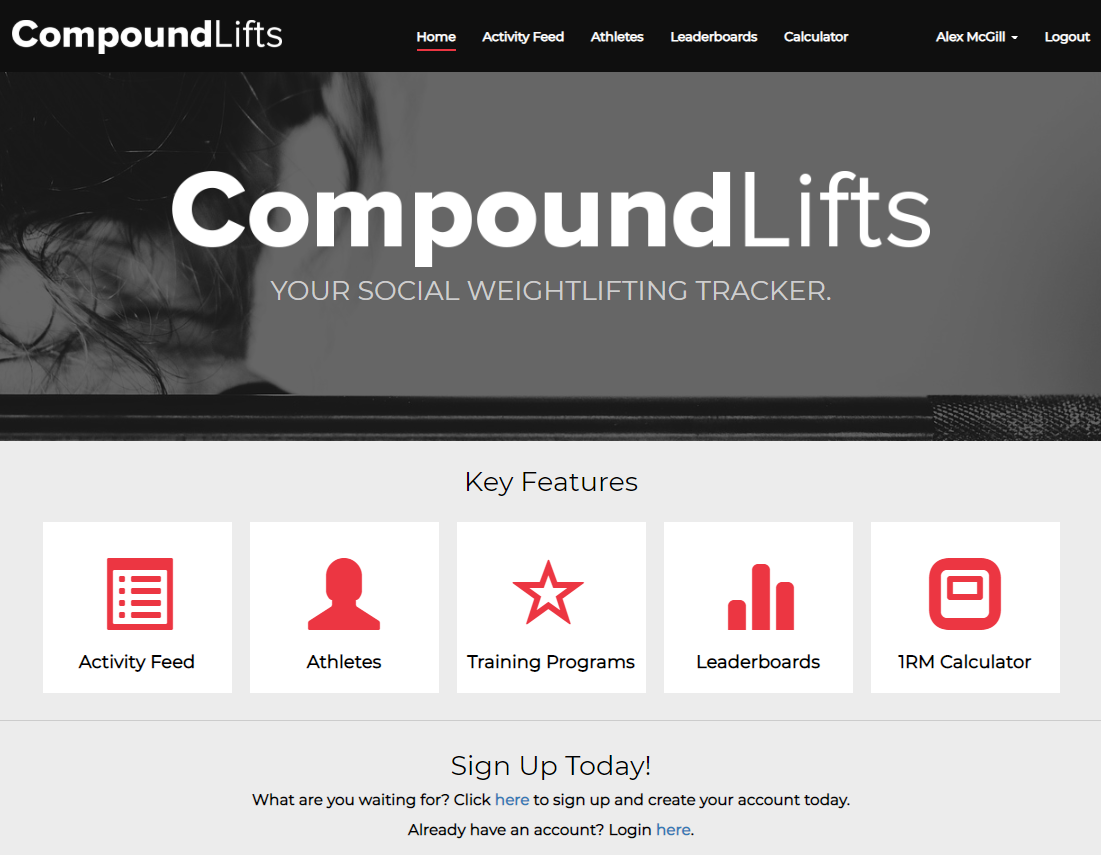 CompoundLifts
Home Activity Feed Athletes Leaderboards Calculator Alex McGill Logout
CompoundLifts
YOUR SOCIAL WEIGHTLIFTING TRACKER.
Key Features
Activity Feed
Athletes
Training Programs
Leaderboards
1RM Calculator
Sign Up Today!
What are you waiting for? Click here to sign up and create your account today.
Already have an account? Login here.